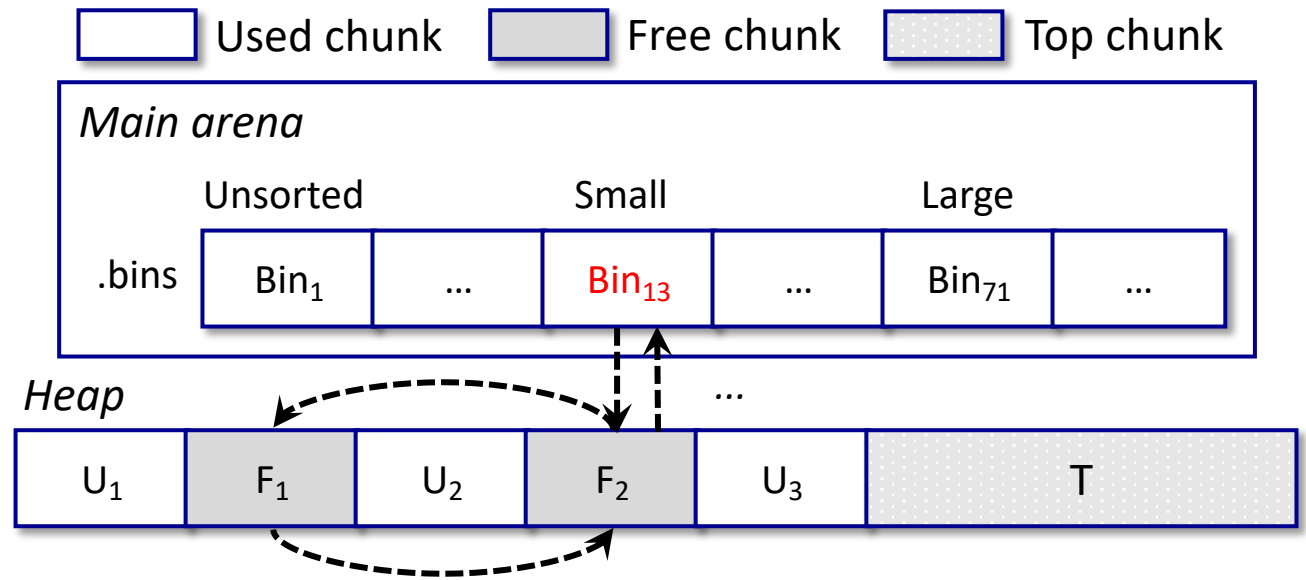 Used chunk Free chunk Top chunk
Main arena
Unsorted Small Large
.bins Bin₁ ... Bin₁₃ ... Bin₇₁ ...
Heap ...
U₁ F₁ U₂ F₂ U₃ T